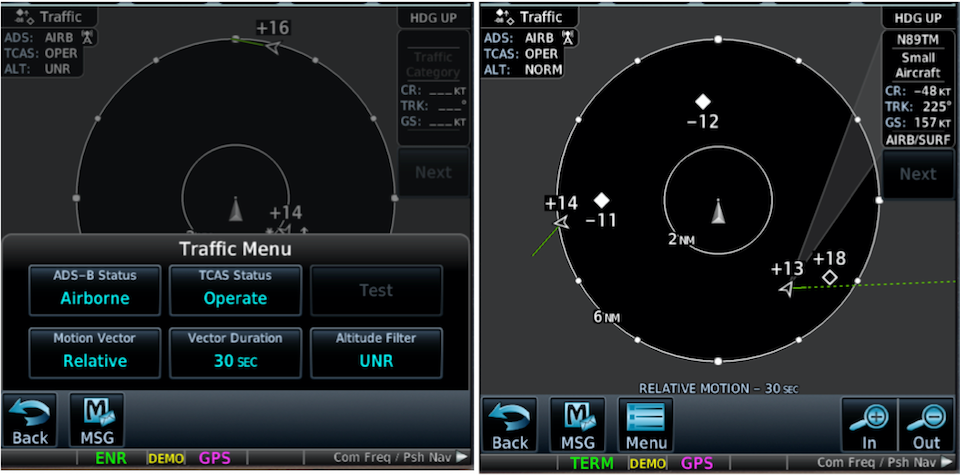 Traffic
HDG UP
ADS: AIRB
TCAS: OPER
ALT: UNR
+16
Traffic
Category
CR: ___KT
TRK: ___°
GS: ___KT
Next
+14
Traffic Menu
ADS-B Status
Airborne
TCAS Status
Operate
Test
Motion Vector
Relative
Vector Duration
30 SEC
Altitude Filter
UNR
Back
MSG
ENR
DEMO
GPS
Com Freq / Psh Nav
Traffic
HDG UP
ADS: AIRB
TCAS: OPER
ALT: NORM
N89TM
Small
Aircraft
CR: -48KT
TRK: 225°
GS: 157KT
AIRB/SURF
Next
-12
+14
-11
2NM
+13
+18
6NM
RELATIVE MOTION - 30 SEC
Back
MSG
Menu
In
Out
TERM
DEMO
GPS
Com Freq / Psh Nav